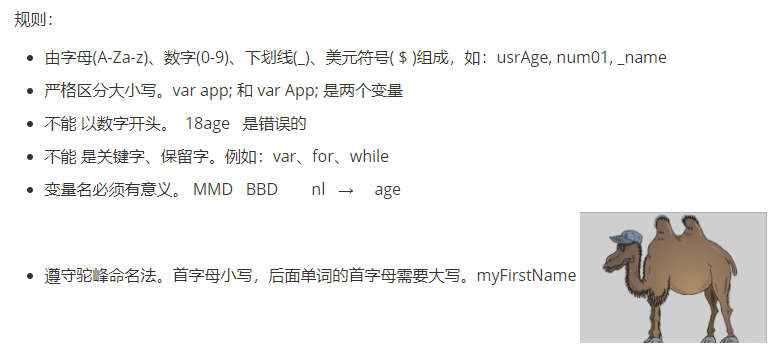 规则：
由字母(A-Za-z)、数字(0-9)、下划线(_)、美元符号( $ )组成，如：usrAge, num01, _name
严格区分大小写。var app; 和 var App; 是两个变量
不能 以数字开头。 18age 是错误的
不能 是关键字、保留字。例如：var、for、while
变量名必须有意义。 MMD BBD nl → age
遵守驼峰命名法。首字母小写，后面单词的首字母需要大写。myFirstName